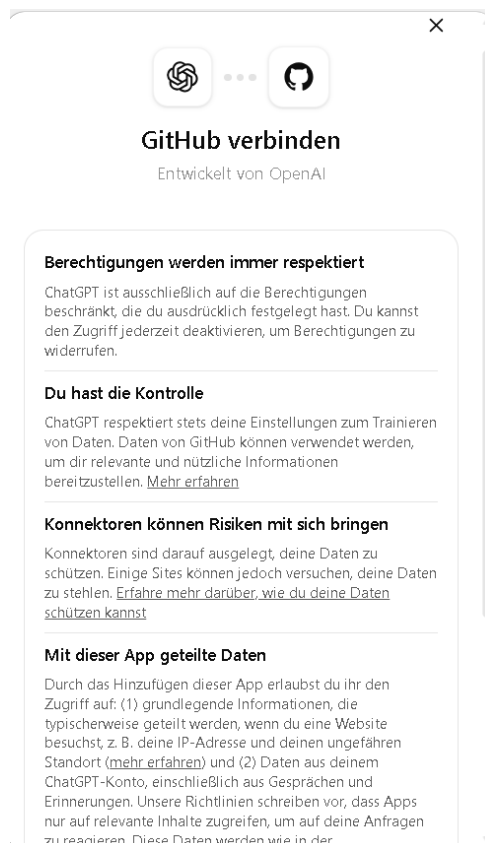 GitHub verbinden
Entwickelt von OpenAI
Berechtigungen werden immer respektiert
ChatGPT ist ausschließlich auf die Berechtigungen
beschränkt, die du ausdrücklich festgelegt hast. Du kannst
den Zugriff jederzeit deaktivieren, um Berechtigungen zu
widerrufen.
Du hast die Kontrolle
ChatGPT respektiert stets deine Einstellungen zum Trainieren
von Daten. Daten von GitHub können verwendet werden,
um dir relevante und nützliche Informationen
bereitzustellen. Mehr erfahren
Konnektoren können Risiken mit sich bringen
Konnektoren sind darauf ausgelegt, deine Daten zu
schützen. Einige Sites können jedoch versuchen, deine Daten
zu stehlen. Erfahre mehr darüber, wie du deine Daten
schützen kannst
Mit dieser App geteilte Daten
Durch das Hinzufügen dieser App erlaubst du ihr den
Zugriff auf: (1) grundlegende Informationen, die
typischerweise geteilt werden, wenn du eine Website
besuchst, z. B. deine IP-Adresse und deinen ungefähren
Standort (mehr erfahren) und (2) Daten aus deinem
ChatGPT-Konto, einschließlich aus Gesprächen und
Erinnerungen. Unsere Richtlinien schreiben vor, dass Apps
nur auf relevante Inhalte zugreifen, um auf deine Anfragen
zu reagieren. Diese Daten werden wie in der